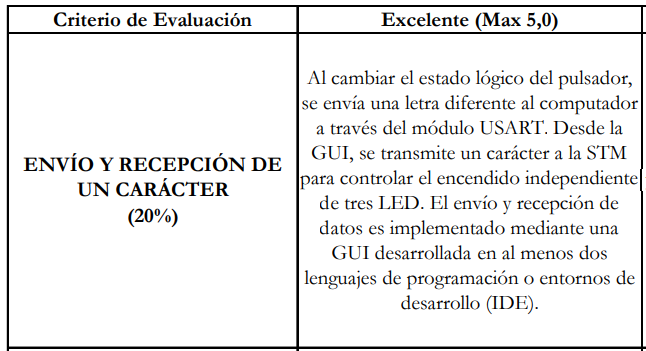 Criterio de Evaluación
Excelente (Max 5,0)
ENVÍO Y RECEPCIÓN DE
UN CARÁCTER
(20%)
Al cambiar el estado lógico del pulsador,
se envía una letra diferente al computador
a través del módulo USART. Desde la
GUI, se transmite un carácter a la STM
para controlar el encendido independiente
de tres LED. El envío y recepción de
datos es implementado mediante una
GUI desarrollada en al menos dos
lenguajes de programación o entornos de
desarrollo (IDE).